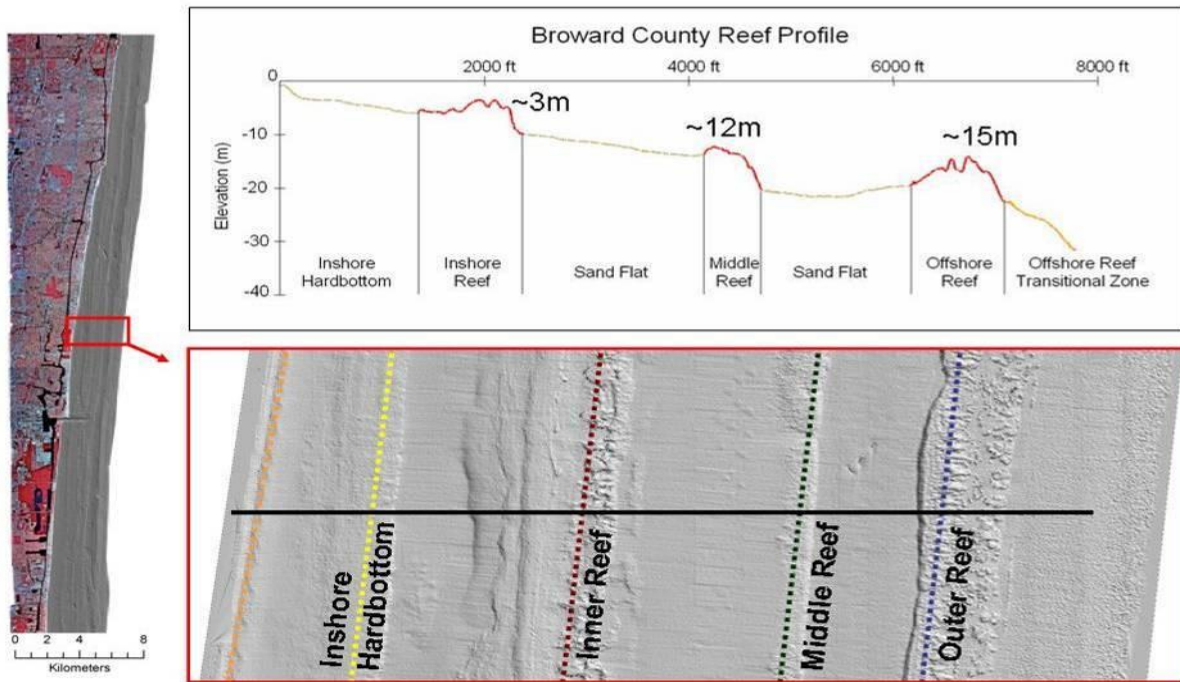 Broward County Reef Profile
0
2000 ft
4000 ft
6000 ft
8000 ft
~3m
~12m
~15m
-10
-20
-30
-40
Elevation (m)
Inshore
Hardbottom
Inshore
Reef
Sand Flat
Middle
Reef
Sand Flat
Offshore
Reef
Offshore Reef
Transitional Zone
Inshore
Hardbottom
Inner Reef
Middle Reef
Outer Reef
0 2 4 8
Kilometers